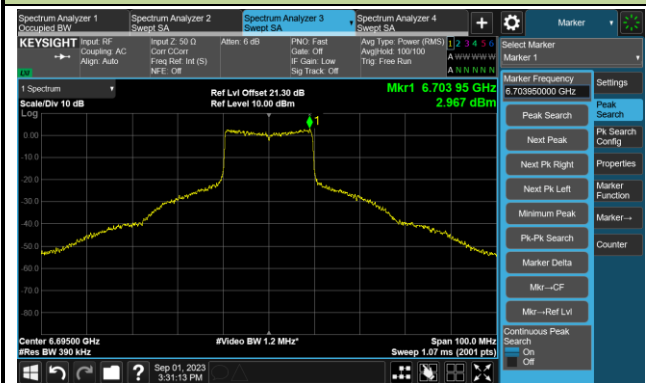 Spectrum Analyzer 1
Occupied BW
Spectrum Analyzer 2
Swept SA
Spectrum Analyzer 3
Swept SA
Spectrum Analyzer 4
Swept SA
Marker
KEYSIGHT
Input: RF
Coupling: AC
Align: Auto
Input Z: 50 Ω
Corr CCorr
Freq Ref: Int (S)
NFE: Off
Atten: 6 dB
PNO: Fast
Gate: Off
IF Gain: Low
Sig Track: Off
Avg Type: Power (RMS)
Avg|Hold: 100/100
Trig: Free Run
1 2 3 4 5 6
A W W W W W
A N N N N N
Select Marker
Marker 1
1 Spectrum
Scale/Div 10 dB
Log
Ref Lvl Offset 21.30 dB
Ref Level 10.00 dBm
Mkr1 6.703 95 GHz
2.967 dBm
1
0.00
-10.0
-20.0
-30.0
-40.0
-50.0
-60.0
-70.0
-80.0
Center 6.69500 GHz
#Res BW 390 kHz
#Video BW 1.2 MHz*
Span 100.0 MHz
Sweep 1.07 ms (2001 pts)
Marker Frequency
6.703950000 GHz
Peak Search
Next Peak
Next Pk Right
Next Pk Left
Minimum Peak
Pk-Pk Search
Marker Delta
Mkr→CF
Mkr→Ref Lvl
Continuous Peak
Search
On
Off
Settings
Peak
Search
Pk Search
Config
Properties
Marker
Function
Marker→
Counter
Sep 01, 2023
3:31:13 PM